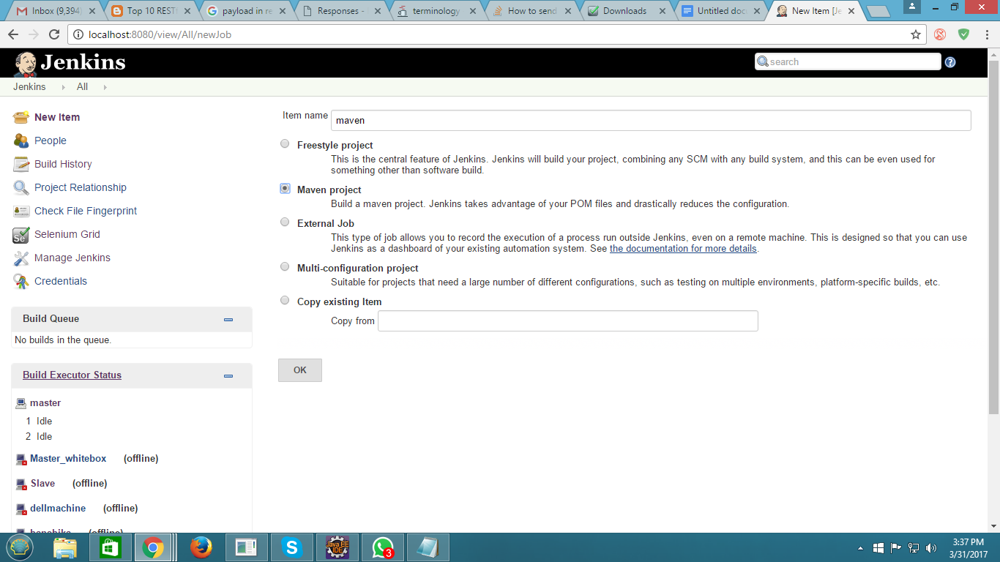 Inbox (9,394)
Top 10 REST
payload in re
Responses -
terminology
How to send
Downloads
Untitled doc
New Item [Je
localhost:8080/view/All/newJob
Jenkins
search
?
Jenkins
All
New Item
People
Build History
Project Relationship
Check File Fingerprint
Selenium Grid
Manage Jenkins
Credentials
Build Queue
No builds in the queue.
Build Executor Status
master
1 Idle
2 Idle
Master_whitebox (offline)
Slave (offline)
dellmachine (offline)
(offline)
Item name maven
Freestyle project
This is the central feature of Jenkins. Jenkins will build your project, combining any SCM with any build system, and this can be even used for
something other than software build.
Maven project
Build a maven project. Jenkins takes advantage of your POM files and drastically reduces the configuration.
External Job
This type of job allows you to record the execution of a process run outside Jenkins, even on a remote machine. This is designed so that you can use
Jenkins as a dashboard of your existing automation system. See the documentation for more details.
Multi-configuration project
Suitable for projects that need a large number of different configurations, such as testing on multiple environments, platform-specific builds, etc.
Copy existing Item
Copy from
OK
Java EE
IDE
3
3:37 PM
3/31/2017